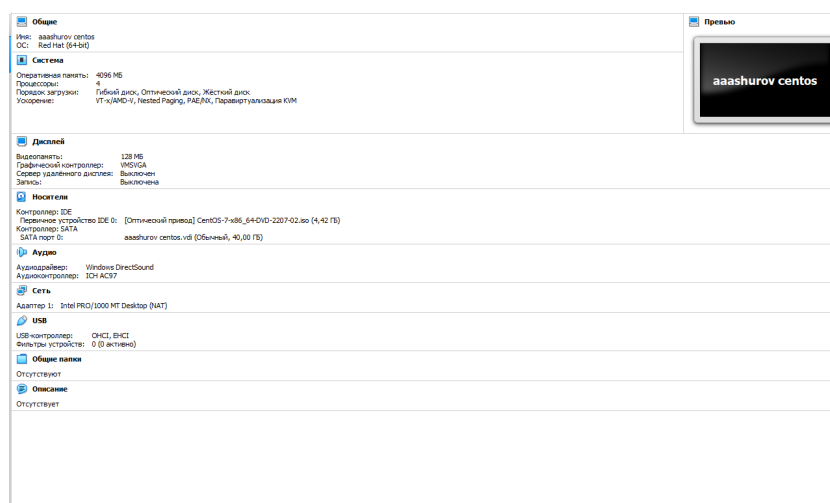 Общие
Превью
Имя: aaashurov centos
ОС: Red Hat (64-bit)
aaashurov centos
Система
Оперативная память: 4096 МБ
Процессоры: 4
Порядок загрузки: Гибкий диск, Оптический диск, Жёсткий диск
Ускорение: VT-x/AMD-V, Nested Paging, PAE/NX, Паравиртуализация KVM
Дисплей
Видеопамять: 128 МБ
Графический контроллер: VMSVGA
Сервер удалённого дисплея: Выключен
Запись: Выключена
Носители
Контроллер: IDE
Первичное устройство IDE 0: [Оптический привод] CentOS-7-x86_64-DVD-2207-02.iso (4,42 ГБ)
Контроллер: SATA
SATA порт 0: aaashurov centos.vdi (Обычный, 40,00 ГБ)
Аудио
Аудиодрайвер: Windows DirectSound
Аудиоконтроллер: ICH AC97
Сеть
Адаптер 1: Intel PRO/1000 MT Desktop (NAT)
USB
USB-контроллер: OHCI, EHCI
Фильтры устройств: 0 (0 активно)
Общие папки
Отсутствуют
Описание
Отсутствует